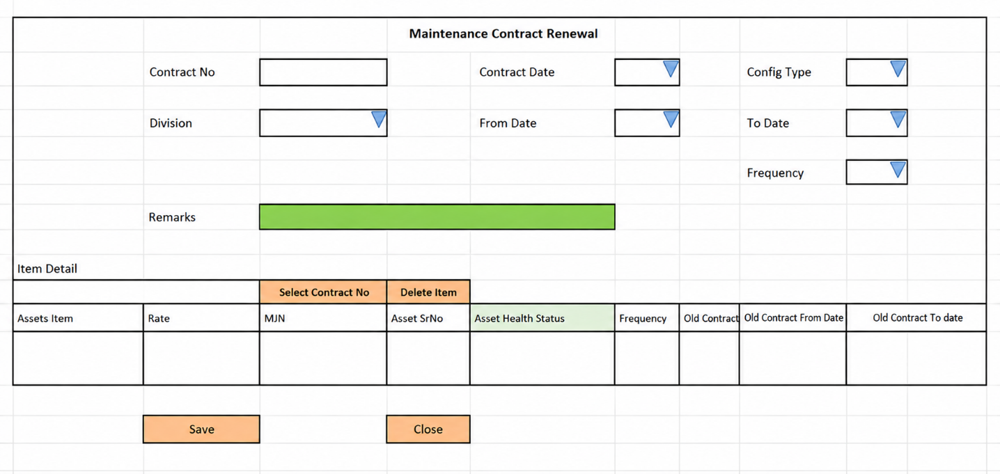 Maintenance Contract Renewal
Contract No Contract Date Config Type
Division From Date To Date
Frequency
Remarks
Item Detail
Select Contract No Delete Item
Assets Item Rate MJN Asset SrNo Asset Health Status Frequency Old Contract Old Contract From Date Old Contract To date
Save Close